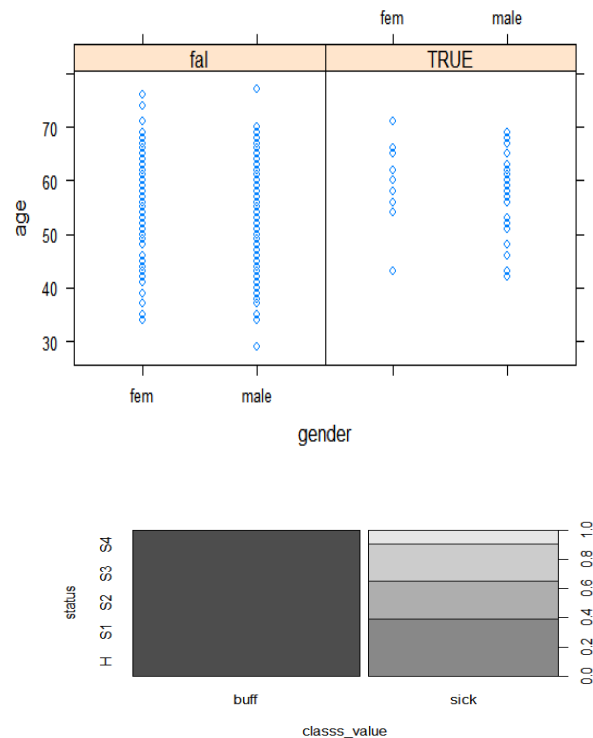 fem male
fal TRUE
70
60
50
40
30
age
fem male
gender
S4
S3
S2
S1
H
status
1.0
0.8
0.6
0.4
0.2
0.0
buff sick
classs_value